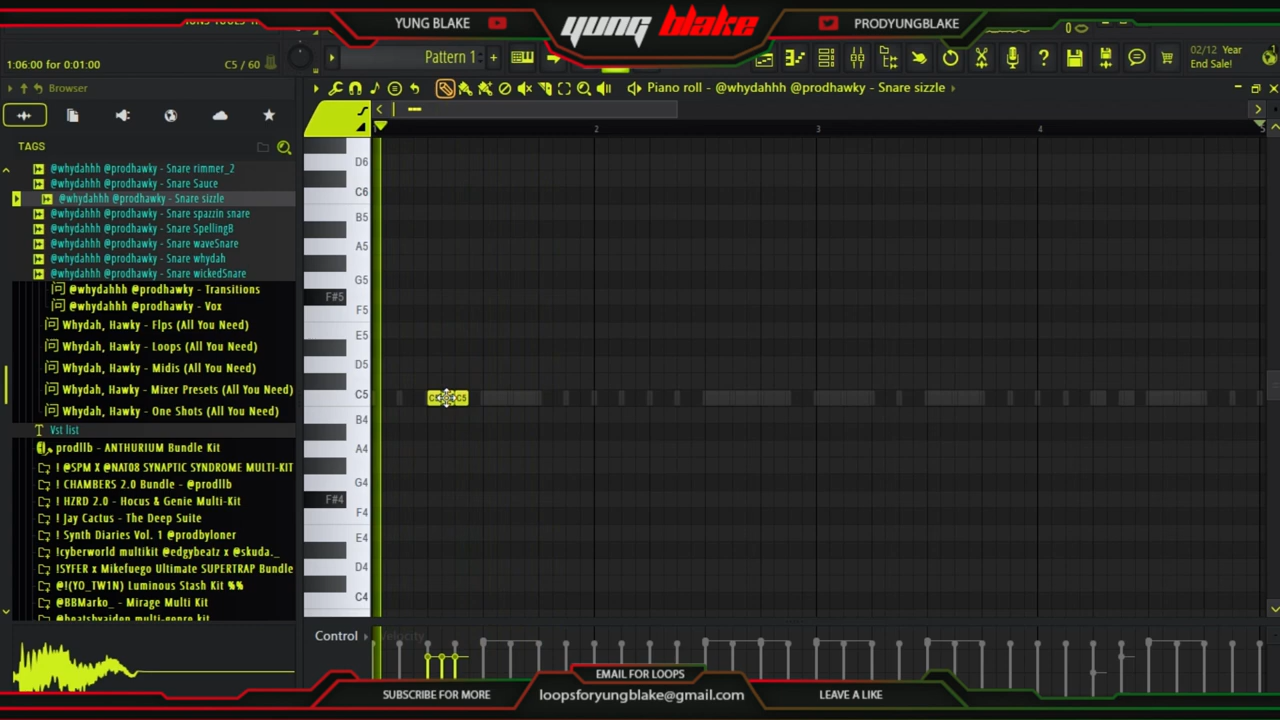 YUNG BLAKE
yung blake
PRODYUNGBLAKE
1:06:00 for 0:01:00
C5 / 60
Pattern 1
02/12 Year
End Sale!
Browser
Piano roll - @whydahhh @prodhawky - Snare sizzle
TAGS
1
2
3
4
5
@whydahhh @prodhawky - Snare rimmer_2
@whydahhh @prodhawky - Snare Sauce
@whydahhh @prodhawky - Snare sizzle
@whydahhh @prodhawky - Snare spazzin snare
@whydahhh @prodhawky - Snare SpellingB
@whydahhh @prodhawky - Snare waveSnare
@whydahhh @prodhawky - Snare whydah
@whydahhh @prodhawky - Snare wickedSnare
@whydahhh @prodhawky - Transitions
@whydahhh @prodhawky - Vox
Whydah, Hawky - Flps (All You Need)
Whydah, Hawky - Loops (All You Need)
Whydah, Hawky - Midis (All You Need)
Whydah, Hawky - Mixer Presets (All You Need)
Whydah, Hawky - One Shots (All You Need)
Vst list
prodllb - ANTHURIUM Bundle Kit
! @SPM X @NAT08 SYNAPTIC SYNDROME MULTI-KIT
! CHAMBERS 2.0 Bundle - @prodllb
! HZRD 2.0 - Hocus & Genie Multi-Kit
! Jay Cactus - The Deep Suite
! Synth Diaries Vol. 1 @prodbyloner
!cyberworld multikit @edgybeatz x @skuda._
!SYFER x Mikefuego Ultimate SUPERTRAP Bundle
@!(YO_TW1N) Luminous Stash Kit %%
@BBMarko_ - Mirage Multi Kit
@beatsbyaiden multi-genre kit
D6
C6
B5
A5
G5
F#5
F5
E5
D5
C5
C5
B4
A4
G4
F#4
F4
E4
D4
C4
Control
Velocity
EMAIL FOR LOOPS
SUBSCRIBE FOR MORE
loopsforyungblake@gmail.com
LEAVE A LIKE